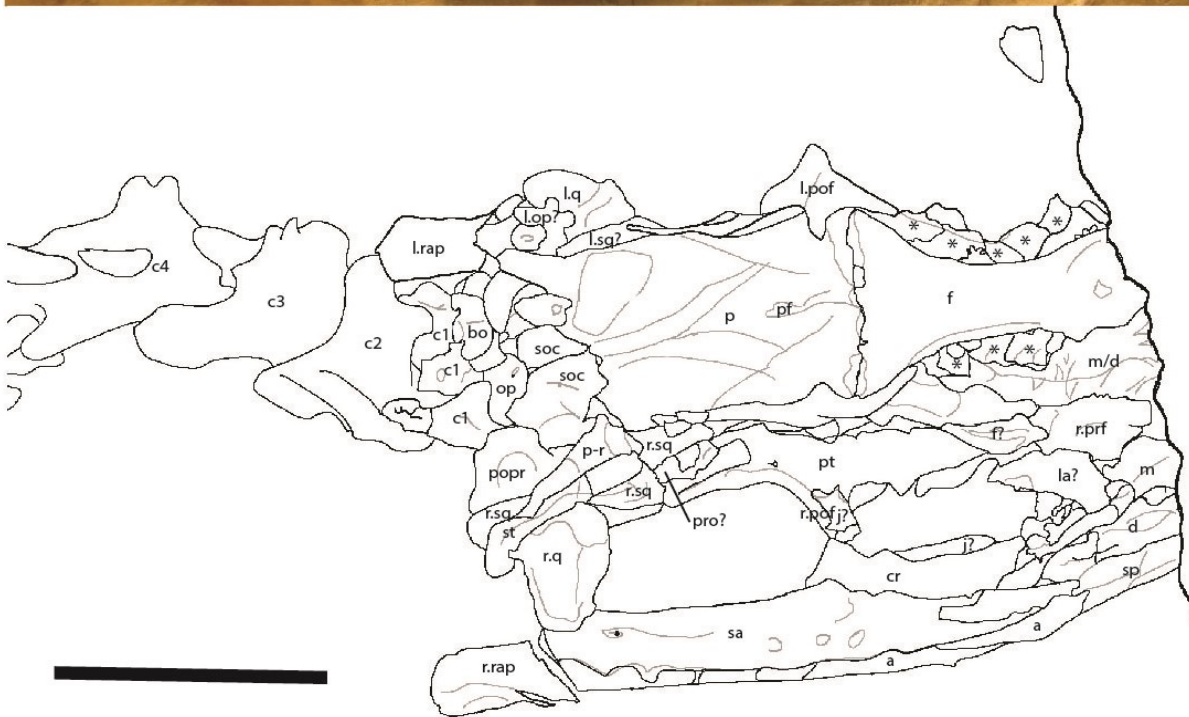 l.q
l.pof
l.op?
l.rap
l.sq?
c4
c3
c2
c1
bo
p
pf
f
* * * * *
soc
c1
op
soc
* * *
m/d
c1
popr
p-r
r.sq
f?
r.prf
pt
la?
m
r.sq
r.sq
pro?
r.pof
j?
st
d
r.q
j?
cr
sp
sa
a
a
r.rap